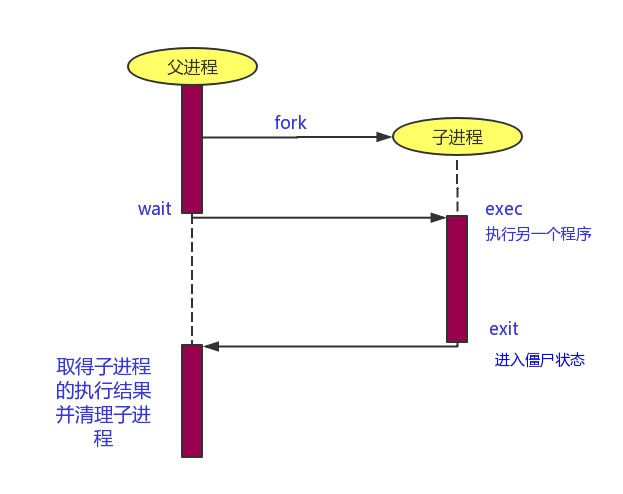 父进程
fork
子进程
wait
exec
执行另一个程序
exit
进入僵尸状态
取得子进程
的执行结果
并清理子进
程